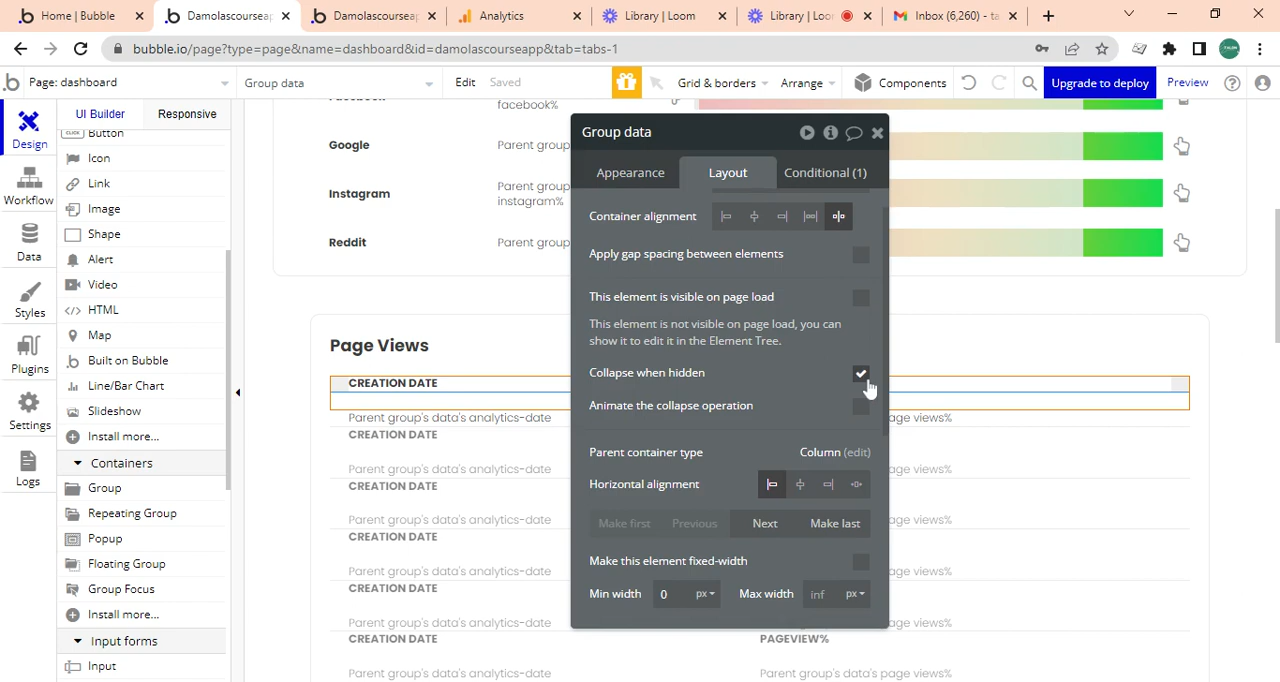 Home | Bubble
Damolascourseap
Damolascourseap
Analytics
Library | Loom
Library | Loo
Inbox (6,260) - ta
bubble.io/page?type=page&name=dashboard&id=damolascourseapp&tab=tabs-1
Page: dashboard
Group data
Edit
Saved
Grid & borders
Arrange
Components
Upgrade to deploy
Preview
Design
Workflow
Data
Styles
Plugins
Settings
Logs
UI Builder
Responsive
CLICK
Button
Icon
Link
Image
Shape
Alert
Video
HTML
Map
Built on Bubble
Line/Bar Chart
Slideshow
Install more...
Containers
Group
Repeating Group
Popup
Floating Group
Group Focus
Install more...
Input forms
Input
Facebook
facebook%
Google
Parent group
Instagram
Parent group
instagram%
Reddit
Parent group
Page Views
CREATION DATE
Parent group's data's analytics-date
page views%
CREATION DATE
Parent group's data's analytics-date
page views%
CREATION DATE
Parent group's data's analytics-date
page views%
CREATION DATE
Parent group's data's analytics-date
page views%
CREATION DATE
Parent group's data's analytics-date
page views%
CREATION DATE
PAGEVIEW%
Parent group's data's analytics-date
Parent group's data's page views%
Group data
Appearance
Layout
Conditional (1)
Container alignment
Apply gap spacing between elements
This element is visible on page load
This element is not visible on page load, you can
show it to edit it in the Element Tree.
Collapse when hidden
Animate the collapse operation
Parent container type
Column (edit)
Horizontal alignment
Make first
Previous
Next
Make last
Make this element fixed-width
Min width
0
px
Max width
inf
px